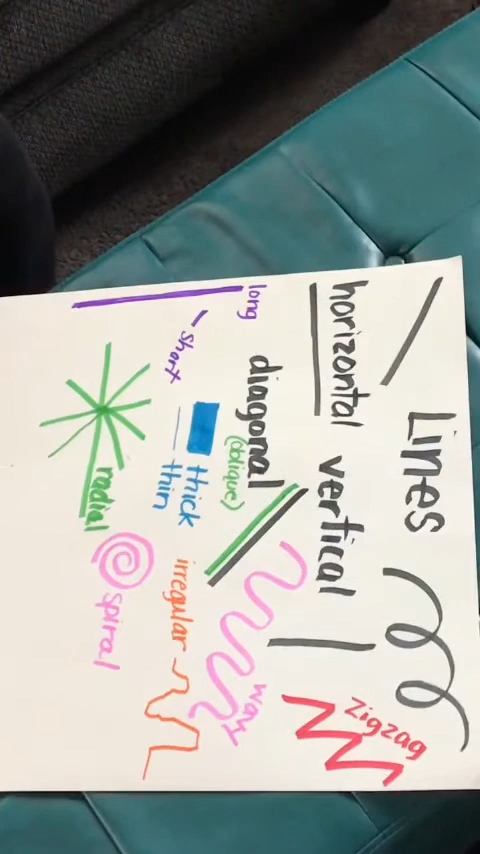 Lines
zigzag
horizontal vertical
diagonal
(oblique)
wavy
long
short
thick
thin
irregular
radial
spiral